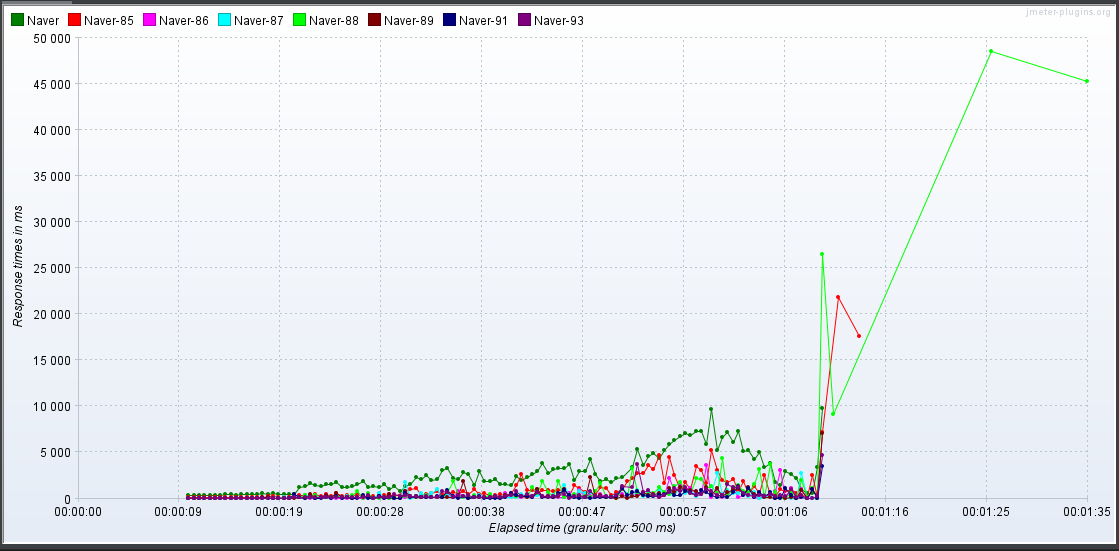 jmeter-plugins.org
Naver Naver-85 Naver-86 Naver-87 Naver-88 Naver-89 Naver-91 Naver-93
50 000
45 000
40 000
35 000
30 000
25 000
20 000
15 000
10 000
5 000
0
Response times in ms
00:00:00 00:00:09 00:00:19 00:00:28 00:00:38 00:00:47 00:00:57 00:01:06 00:01:16 00:01:25 00:01:35
Elapsed time (granularity: 500 ms)